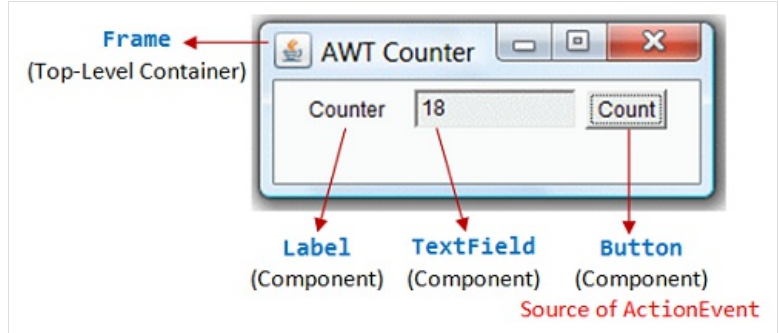 Frame
(Top-Level Container)
AWT Counter
Counter 18 Count
Label TextField Button
(Component) (Component) (Component)
Source of ActionEvent